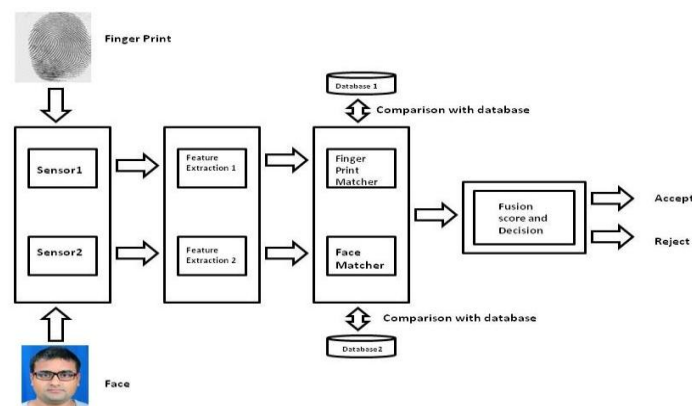 Finger Print
Database 1
Comparison with database
Sensor1
Feature
Extraction 1
Finger
Print
Matcher
Fusion
score and
Decision
Accept
Reject
Sensor2
Feature
Extraction 2
Face
Matcher
Comparison with database
Database2
Face